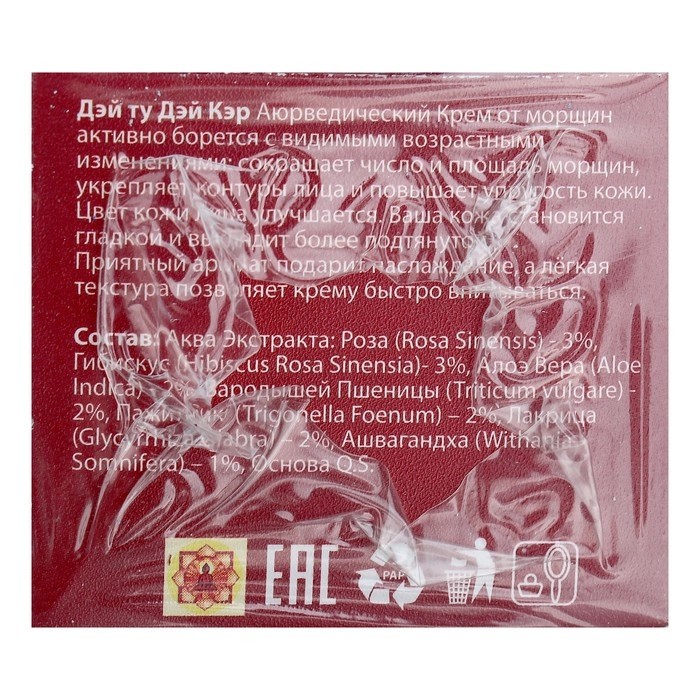 Дэй ту Дэй Кэр Аюрведический Крем от морщин
активно борется с видимыми возрастными
изменениями: сокращает число и площадь морщин,
укрепляет контуры лица и повышает упругость кожи.
Цвет кожи лица улучшается. Ваша кожа становится
гладкой и выглядит более подтянутой.
Приятный аромат подарит наслаждение, а лёгкая
текстура позволяет крему быстро впитываться.
Состав: Аква Экстракта: Роза (Rosa Sinensis) - 3%,
Гибискус (Hibiscus Rosa Sinensia)- 3%, Алоэ Вера (Aloe
Indica) Зародышей Пшеницы (Triticum vulgare) -
2%, Пажитник (Trigonella Foenum) – 2%, Лакрица
(Glycyrrhiza Glabra) – 2%, Ашвагандха (Withania
Somnifera) – 1%, Основа Q.S.
EAC PAP